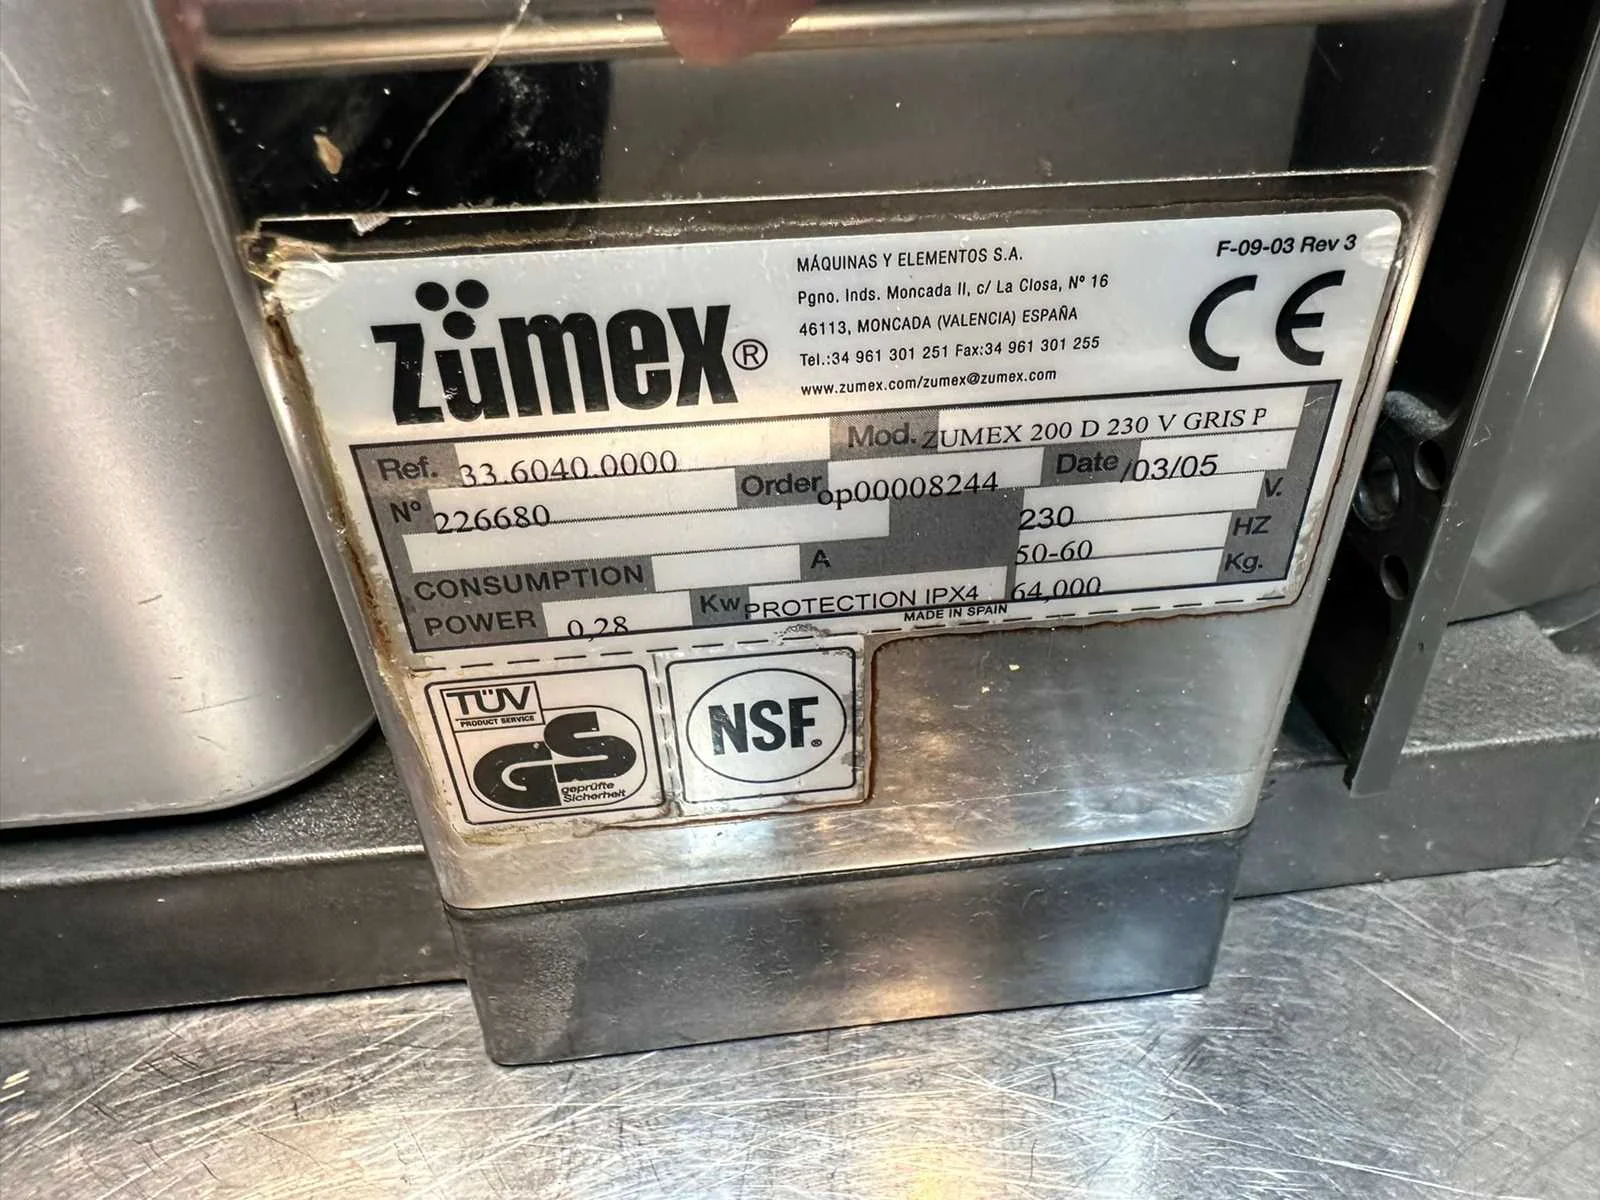 F-09-03 Rev 3
zümex®
MÁQUINAS Y ELEMENTOS S.A.
Pgno. Inds. Moncada II, c/ La Closa, Nº 16
46113, MONCADA (VALENCIA) ESPAÑA
Tel.:34 961 301 251 Fax:34 961 301 255
www.zumex.com/zumex@zumex.com
CE
Ref. 33.6040.0000 Mod. ZUMEX 200 D 230 V GRIS P
Nº 226680 Order op00008244 Date /03/05
230 V.
CONSUMPTION A 50-60 HZ
POWER 0,28 Kw PROTECTION IPX4 64,000 Kg.
MADE IN SPAIN
TÜV
PRODUCT SERVICE
GS
geprüfte
Sicherheit
NSF®